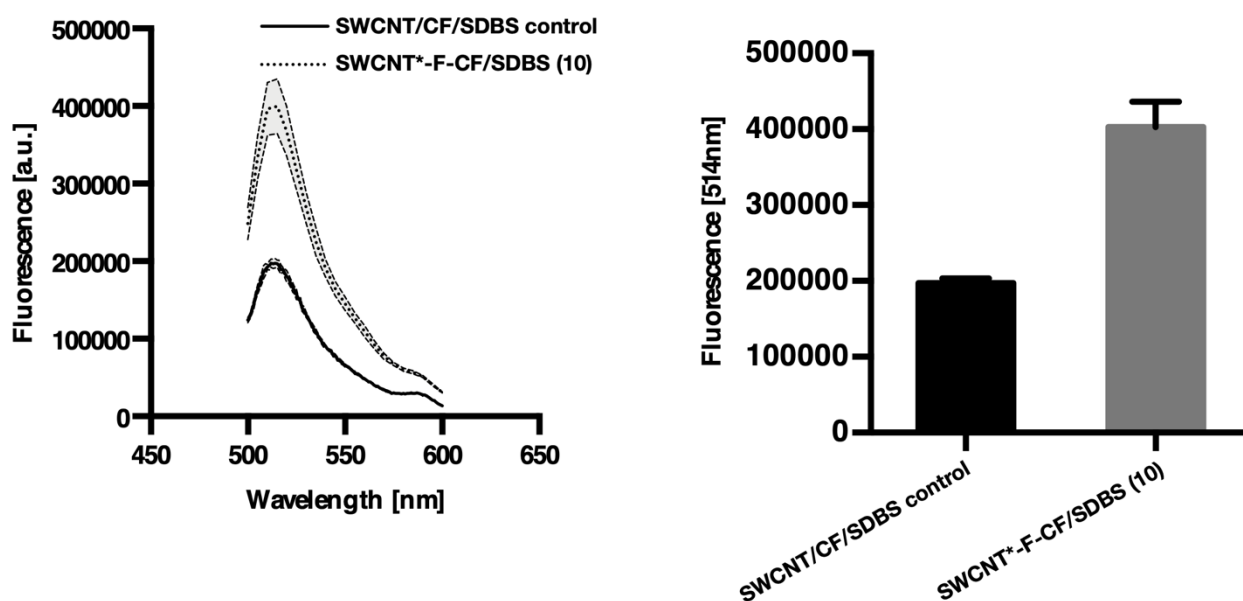 500000
400000
300000
200000
100000
0
Fluorescence [a.u.]
SWCNT/CF/SDBS control
SWCNT*-F-CF/SDBS (10)
450 500 550 600 650
Wavelength [nm]
500000
400000
300000
200000
100000
0
Fluorescence [514nm]
SWCNT/CF/SDBS control
SWCNT*-F-CF/SDBS (10)